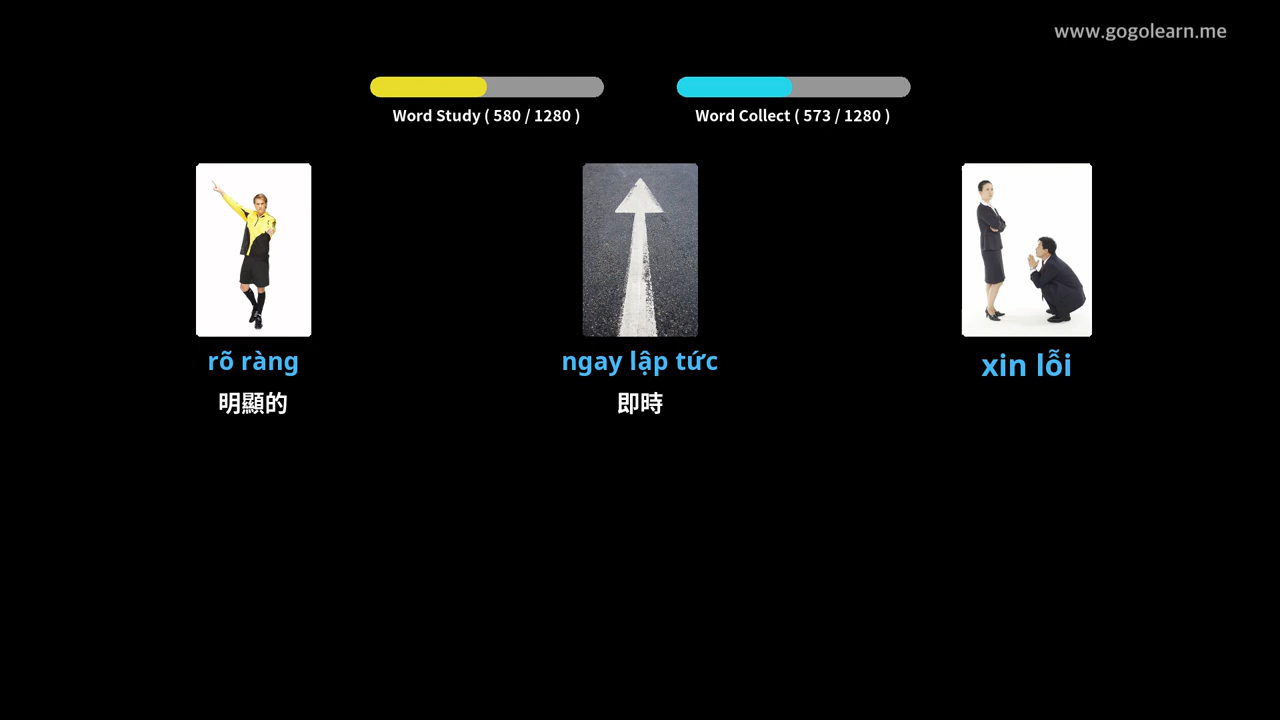 www.gogolearn.me
Word Study ( 580 / 1280 )
Word Collect ( 573 / 1280 )
rõ ràng
明顯的
ngay lập tức
即時
xin lỗi